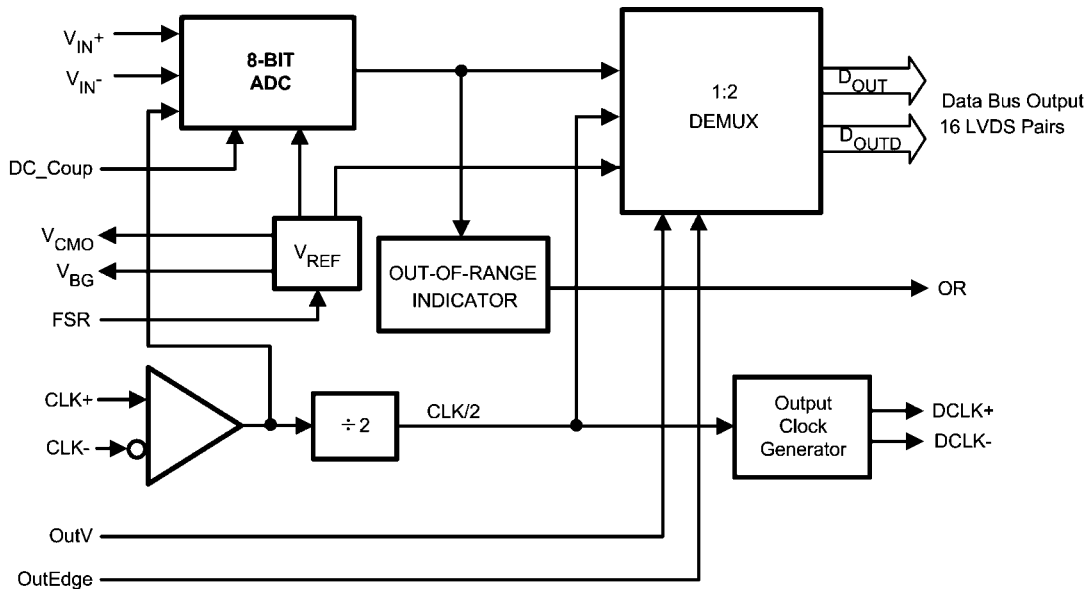 V_IN+
V_IN-
8-BIT
ADC
1:2
DEMUX
D_OUT
D_OUTD
Data Bus Output
16 LVDS Pairs
DC_Coup
V_CMO
V_BG
V_REF
FSR
OUT-OF-RANGE
INDICATOR
OR
CLK+
CLK-
÷2
CLK/2
Output
Clock
Generator
DCLK+
DCLK-
OutV
OutEdge